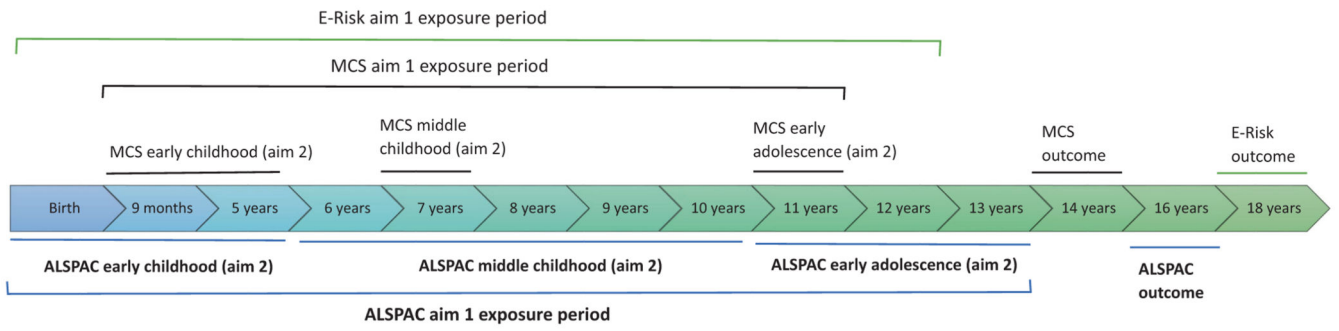 E-Risk aim 1 exposure period
MCS aim 1 exposure period
MCS early childhood (aim 2)
MCS middle
childhood (aim 2)
MCS early
adolescence (aim 2)
MCS
outcome
E-Risk
outcome
Birth
9 months
5 years
6 years
7 years
8 years
9 years
10 years
11 years
12 years
13 years
14 years
16 years
18 years
ALSPAC early childhood (aim 2)
ALSPAC middle childhood (aim 2)
ALSPAC early adolescence (aim 2)
ALSPAC
outcome
ALSPAC aim 1 exposure period